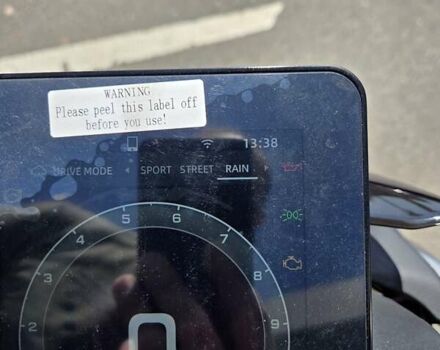 WARNING
Please peel this label off
before you use!
13:38
DRIVE MODE SPORT STREET RAIN
5 6
4 7
3 8
2 9
0